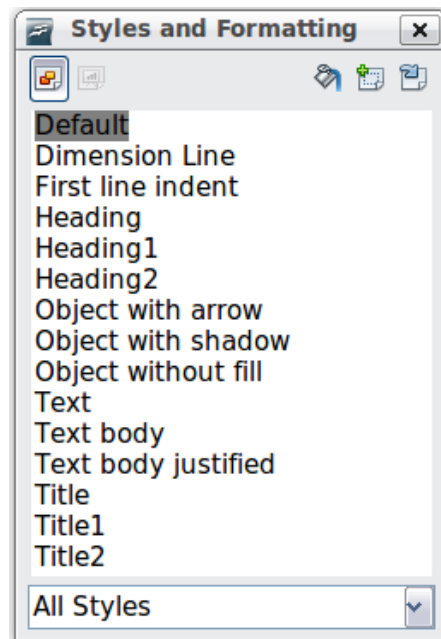 Styles and Formatting
Default
Dimension Line
First line indent
Heading
Heading1
Heading2
Object with arrow
Object with shadow
Object without fill
Text
Text body
Text body justified
Title
Title1
Title2
All Styles